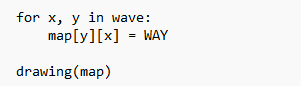 for x, y in wave:
    map[y][x] = WAY

drawing(map)